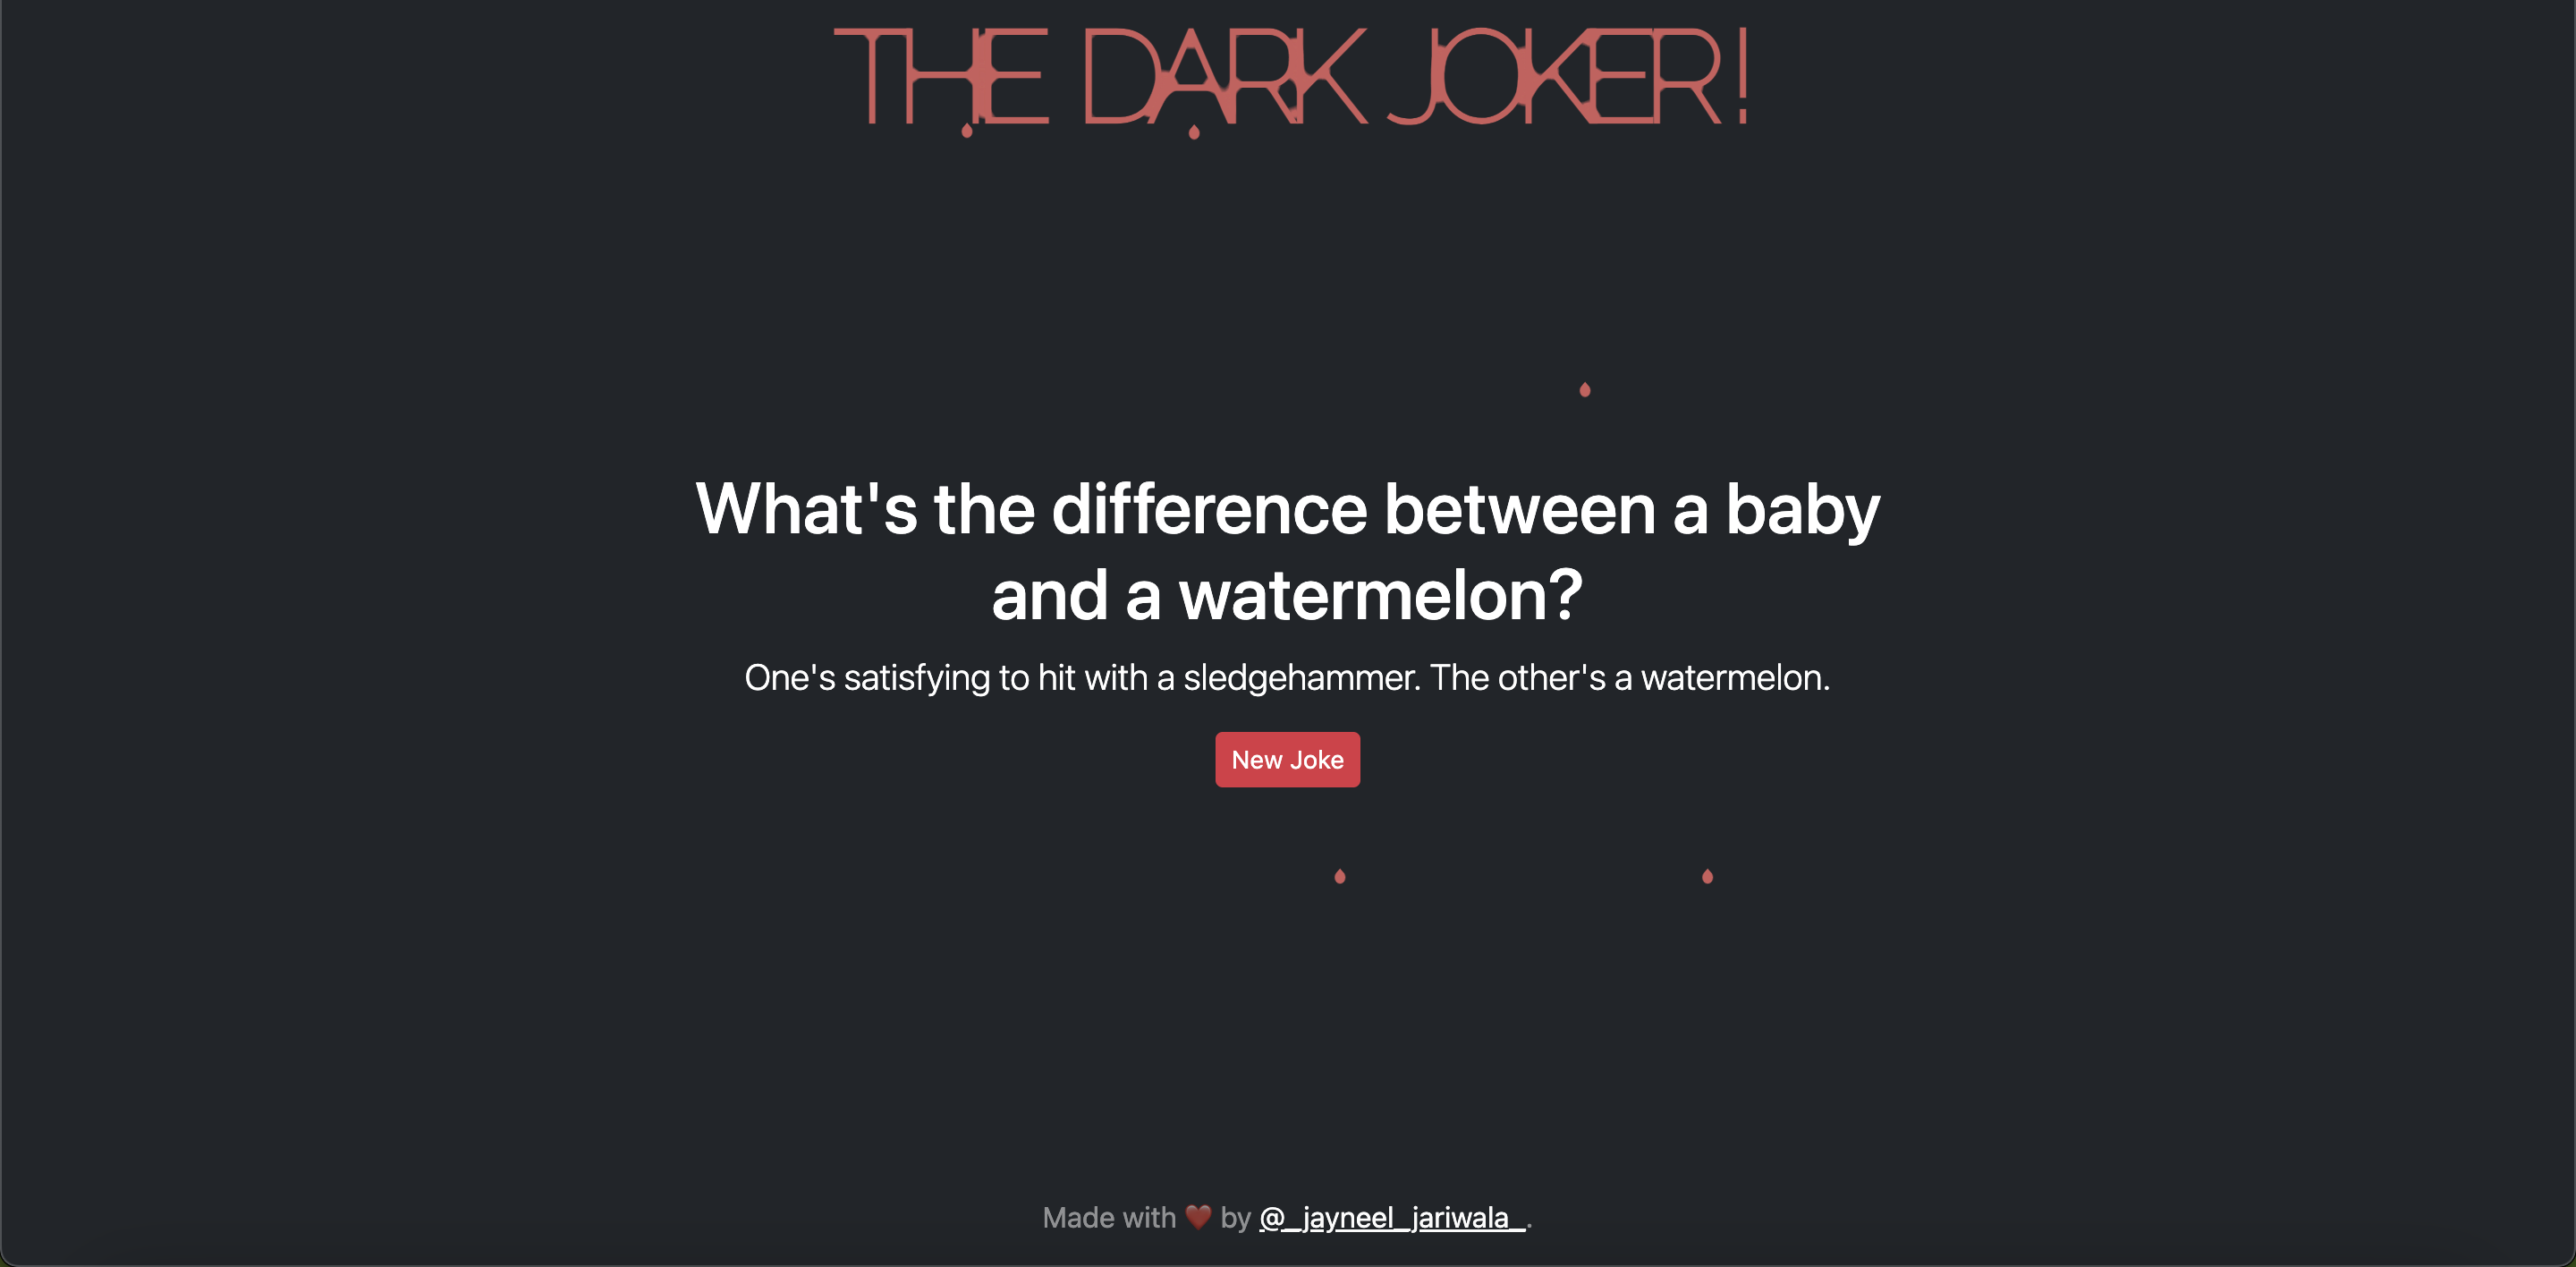 THE DARK JOKER!
What's the difference between a baby
and a watermelon?
One's satisfying to hit with a sledgehammer. The other's a watermelon.
New Joke
Made with ❤️ by @_jayneel_jariwala_.